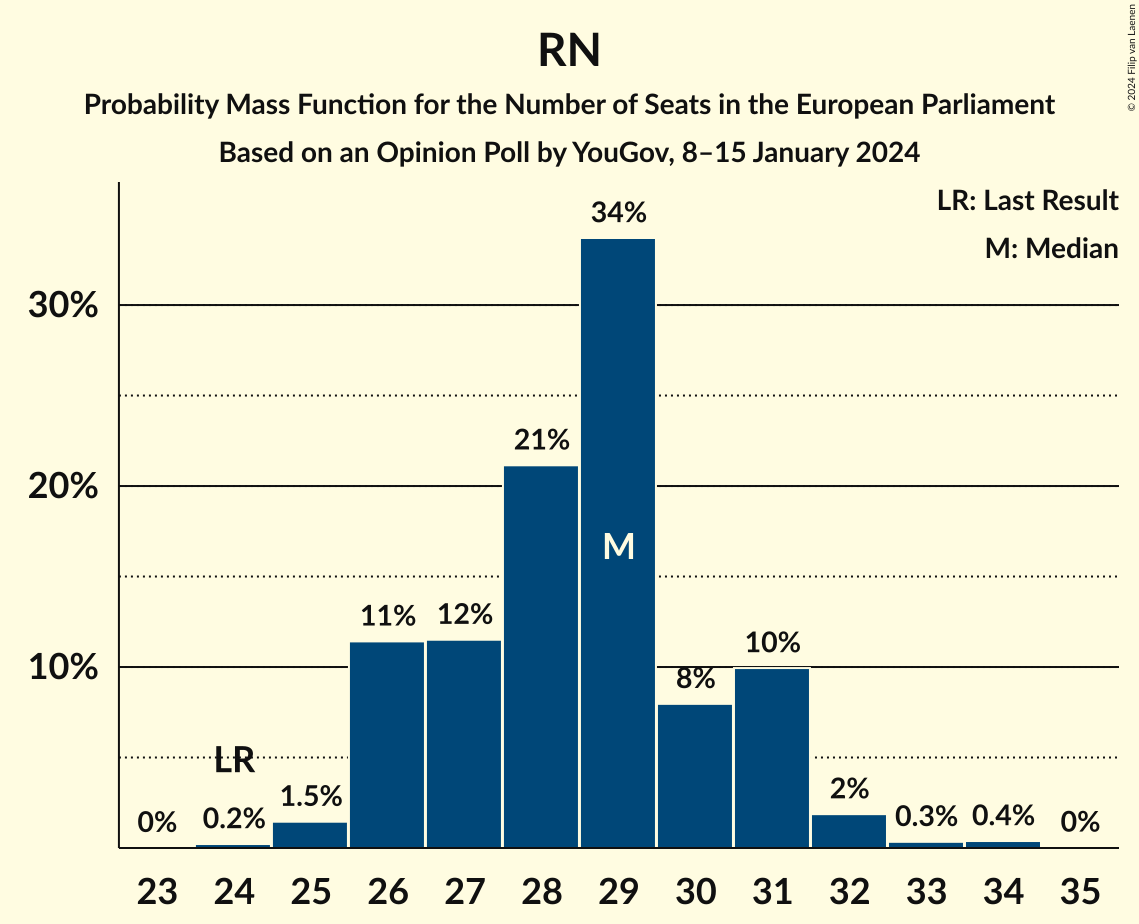 RN
Probability Mass Function for the Number of Seats in the European Parliament
Based on an Opinion Poll by YouGov, 8–15 January 2024
© 2024 Filip van Laenen
LR: Last Result
M: Median
34%
30%
21%
20%
M
11% 12%
10%
10%
8%
LR
0% 0.2% 1.5% 2% 0.3% 0.4% 0%
23 24 25 26 27 28 29 30 31 32 33 34 35